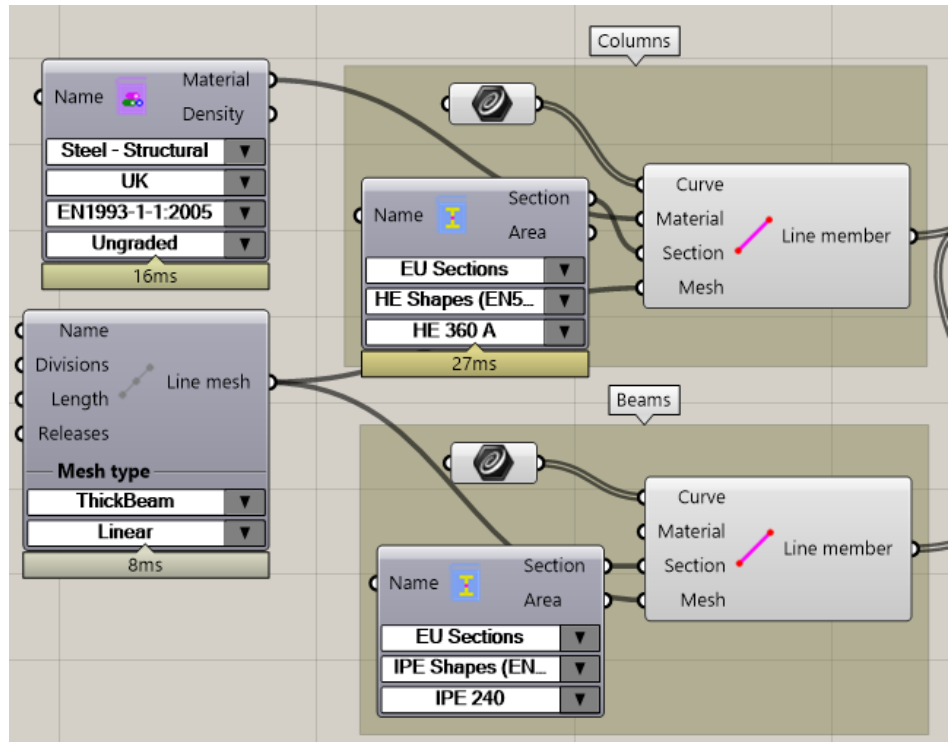 Columns
Name
Material
Density
Steel - Structural
UK
EN1993-1-1:2005
Ungraded
16ms
Name
Section
Area
EU Sections
HE Shapes (EN5...
HE 360 A
27ms
Curve
Material
Section
Mesh
Line member
Name
Divisions
Length
Releases
Line mesh
Mesh type
ThickBeam
Linear
8ms
Beams
Name
Section
Area
EU Sections
IPE Shapes (EN...
IPE 240
Curve
Material
Section
Mesh
Line member